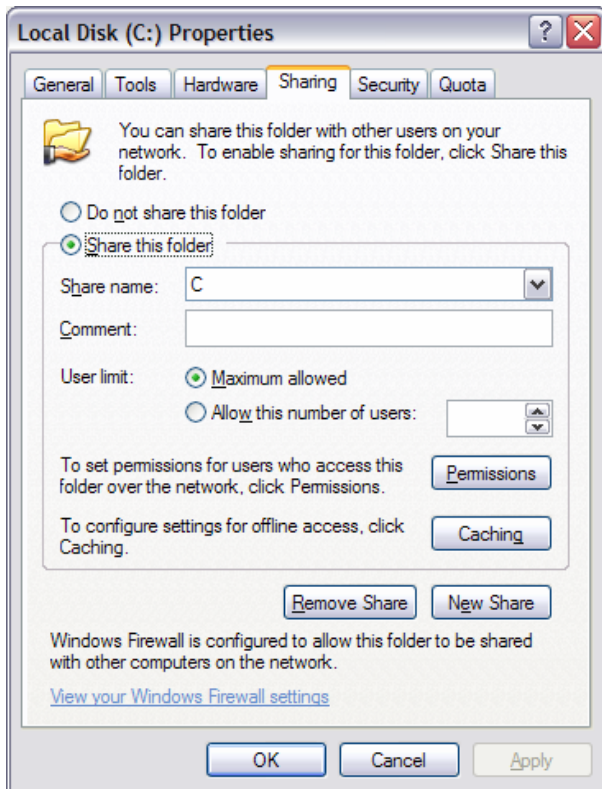 Local Disk (C:) Properties
General Tools Hardware Sharing Security Quota
You can share this folder with other users on your
network. To enable sharing for this folder, click Share this
folder.
Do not share this folder
Share this folder
Share name: C
Comment:
User limit: Maximum allowed
Allow this number of users:
To set permissions for users who access this
folder over the network, click Permissions.
Permissions
To configure settings for offline access, click
Caching.
Caching
Remove Share New Share
Windows Firewall is configured to allow this folder to be shared
with other computers on the network.
View your Windows Firewall settings
OK Cancel Apply